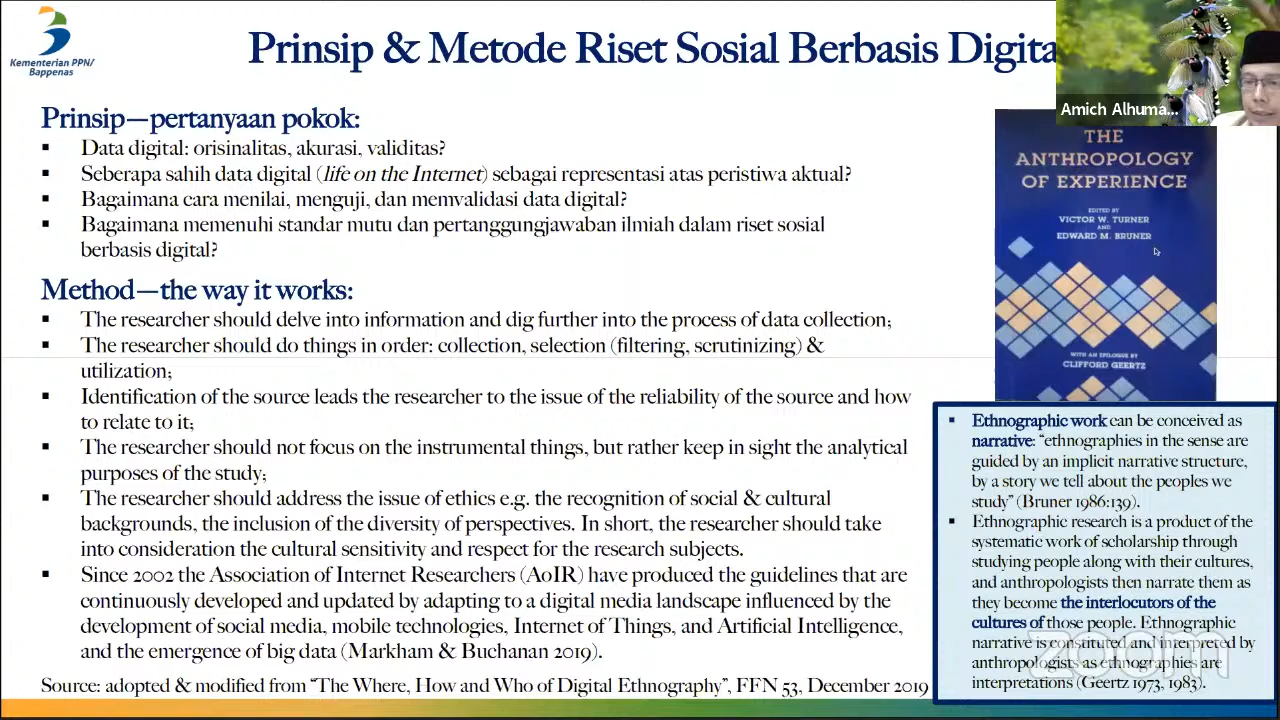 Kementerian PPN/
Bappenas
Prinsip & Metode Riset Sosial Berbasis Digita
Amich Alhuma...
Prinsip—pertanyaan pokok:
▪ Data digital: orisinalitas, akurasi, validitas?
▪ Seberapa sahih data digital (life on the Internet) sebagai representasi atas peristiwa aktual?
▪ Bagaimana cara menilai, menguji, dan memvalidasi data digital?
▪ Bagaimana memenuhi standar mutu dan pertanggungjawaban ilmiah dalam riset sosial
berbasis digital?
Method—the way it works:
▪ The researcher should delve into information and dig further into the process of data collection;
▪ The researcher should do things in order: collection, selection (filtering, scrutinizing) &
utilization;
▪ Identification of the source leads the researcher to the issue of the reliability of the source and how
to relate to it;
▪ The researcher should not focus on the instrumental things, but rather keep in sight the analytical
purposes of the study;
▪ The researcher should address the issue of ethics e.g. the recognition of social & cultural
backgrounds, the inclusion of the diversity of perspectives. In short, the researcher should take
into consideration the cultural sensitivity and respect for the research subjects.
▪ Since 2002 the Association of Internet Researchers (AoIR) have produced the guidelines that are
continuously developed and updated by adapting to a digital media landscape influenced by the
development of social media, mobile technologies, Internet of Things, and Artificial Intelligence,
and the emergence of big data (Markham & Buchanan 2019).
Source: adopted & modified from “The Where, How and Who of Digital Ethnography”, FFN 53, December 2019
THE
ANTHROPOLOGY
OF EXPERIENCE
EDITED BY
VICTOR W. TURNER
AND
EDWARD M. BRUNER
WITH AN EPILOGUE BY
CLIFFORD GEERTZ
▪ Ethnographic work can be conceived as
narrative: “ethnographies in the sense are
guided by an implicit narrative structure,
by a story we tell about the peoples we
study” (Bruner 1986:139).
▪ Ethnographic research is a product of the
systematic work of scholarship through
studying people along with their cultures,
and anthropologists then narrate them as
they become the interlocutors of the
cultures of those people. Ethnographic
narrative is constituted and interpreted by
anthropologists as ethnographies are
interpretations (Geertz 1973, 1983).
zoom